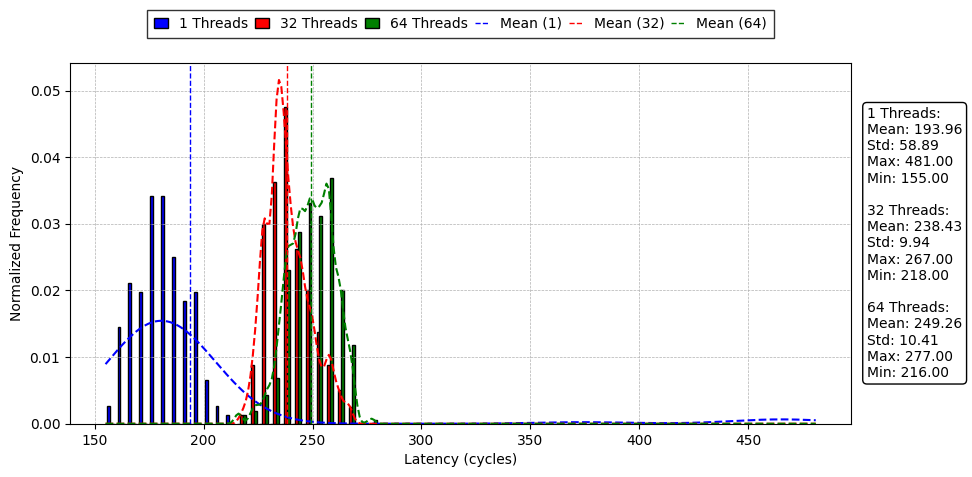 1 Threads 32 Threads 64 Threads Mean (1) Mean (32) Mean (64)
0.05
0.04
0.03
0.02
0.01
0.00
Normalized Frequency
150 200 250 300 350 400 450
Latency (cycles)
1 Threads:
Mean: 193.96
Std: 58.89
Max: 481.00
Min: 155.00
32 Threads:
Mean: 238.43
Std: 9.94
Max: 267.00
Min: 218.00
64 Threads:
Mean: 249.26
Std: 10.41
Max: 277.00
Min: 216.00